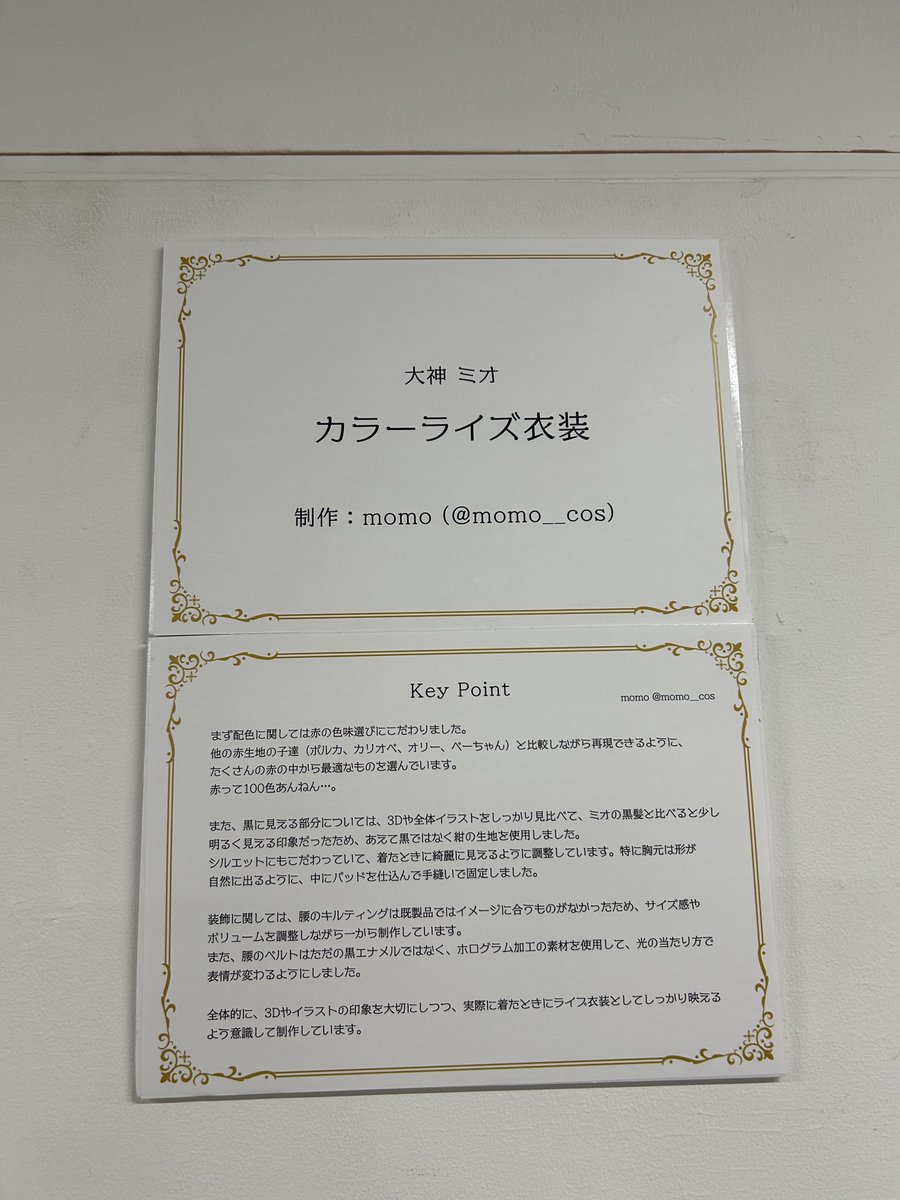 大神 ミオ
カラーライズ衣装
制作：momo (@momo__cos)
Key Point
momo @momo__cos
まず配色に関しては赤の色味選びにこだわりました。
他の赤生地の子達（ポルカ、カリオペ、オリー、べーちゃん）と比較しながら再現できるように、
たくさんの赤の中から最適なものを選んでいます。
赤って100色あんねん…。
また、黒に見える部分については、3Dや全体イラストをしっかり見比べて、ミオの黒髪と比べると少し
明るく見える印象だったため、あえて黒ではなく紺の生地を使用しました。
シルエットにもこだわっていて、着たときに綺麗に見えるように調整しています。特に胸元は形が
自然に出るように、中にパッドを仕込んで手縫いで固定しました。
装飾に関しては、腰のキルティングは既製品ではイメージに合うものがなかったため、サイズ感や
ボリュームを調整しながら一から制作しています。
また、腰のベルトはただの黒エナメルではなく、ホログラム加工の素材を使用して、光の当たり方で
表情が変わるようにしました。
全体的に、3Dやイラストの印象を大切にしつつ、実際に着たときにライブ衣装としてしっかり映える
よう意識して制作しています。